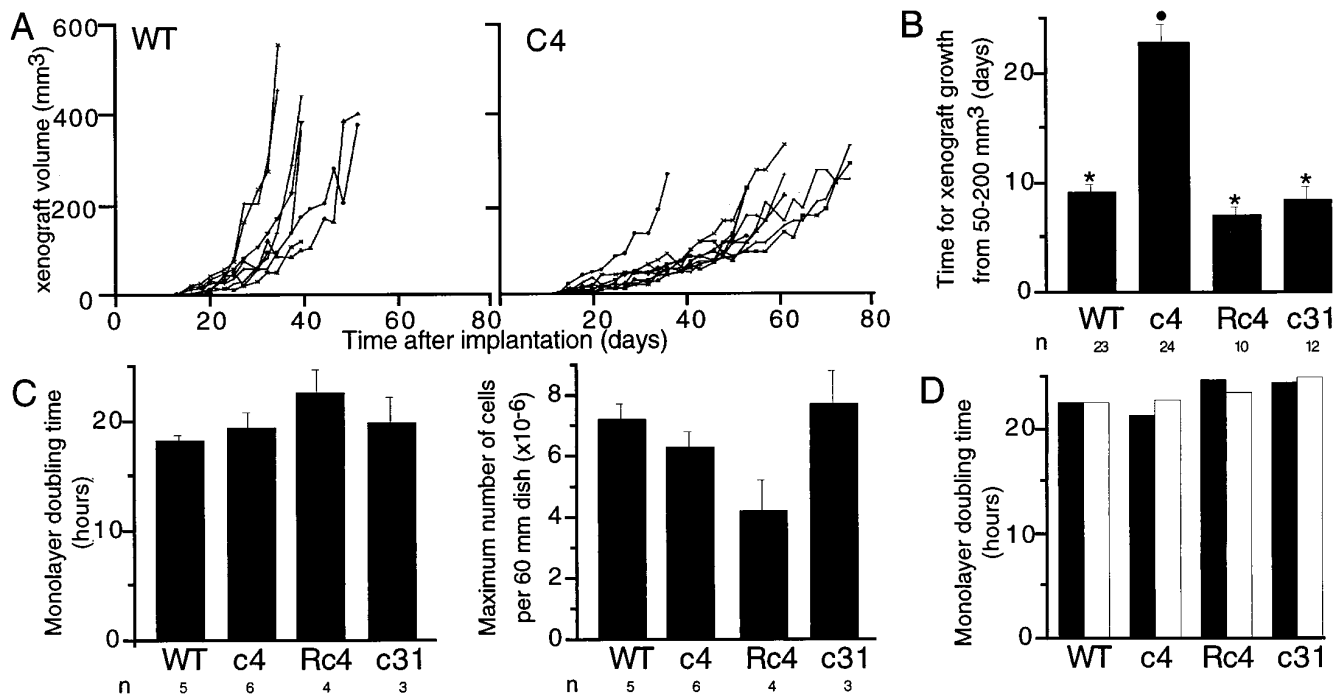 A
WT
C4
xenograft volume (mm3)
600
400
200
0
0 20 40 60 80 20 40 60 80
Time after implantation (days)
B
Time for xenograft growth
from 50-200 mm3 (days)
20
10
0
*
•
*
*
WT c4 Rc4 c31
n 23 24 10 12
C
Monolayer doubling time
(hours)
20
10
0
WT c4 Rc4 c31
n 5 6 4 3
Maximum number of cells
per 60 mm dish (x10-6)
8
6
4
2
0
WT c4 Rc4 c31
n 5 6 4 3
D
Monolayer doubling time
(hours)
20
10
0
WT c4 Rc4 c31